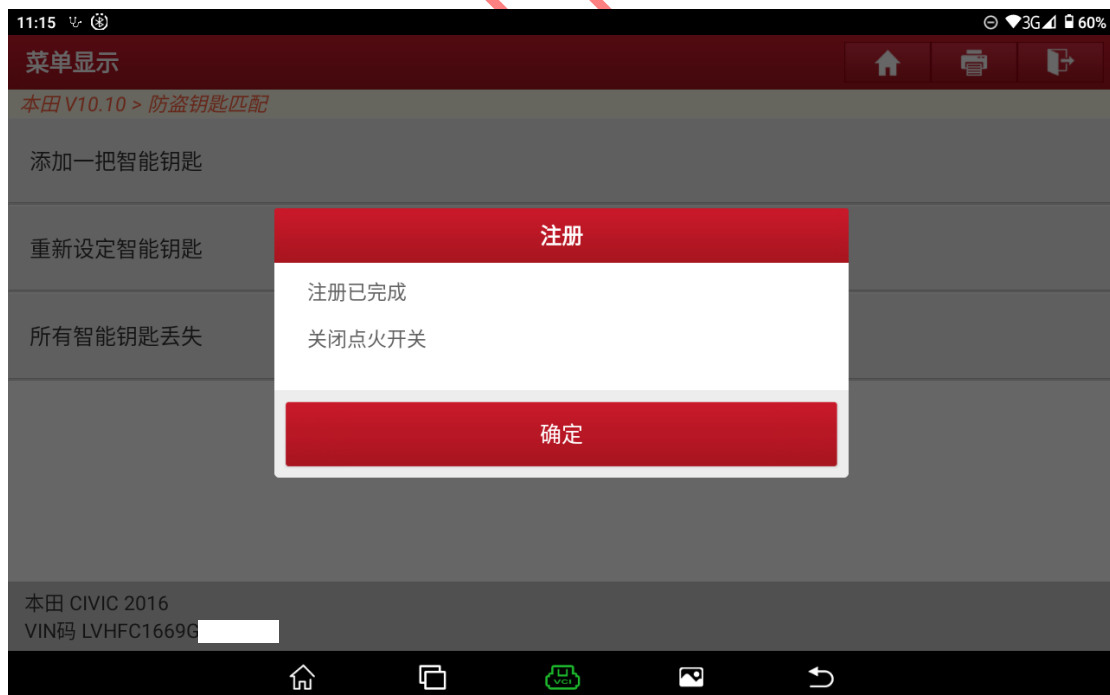 11:15
3G 60%
菜单显示
本田 V10.10 > 防盗钥匙匹配
添加一把智能钥匙
重新设定智能钥匙
所有智能钥匙丢失
注册
注册已完成
关闭点火开关
确定
本田 CIVIC 2016
VIN码 LVHFC1669G
VCI